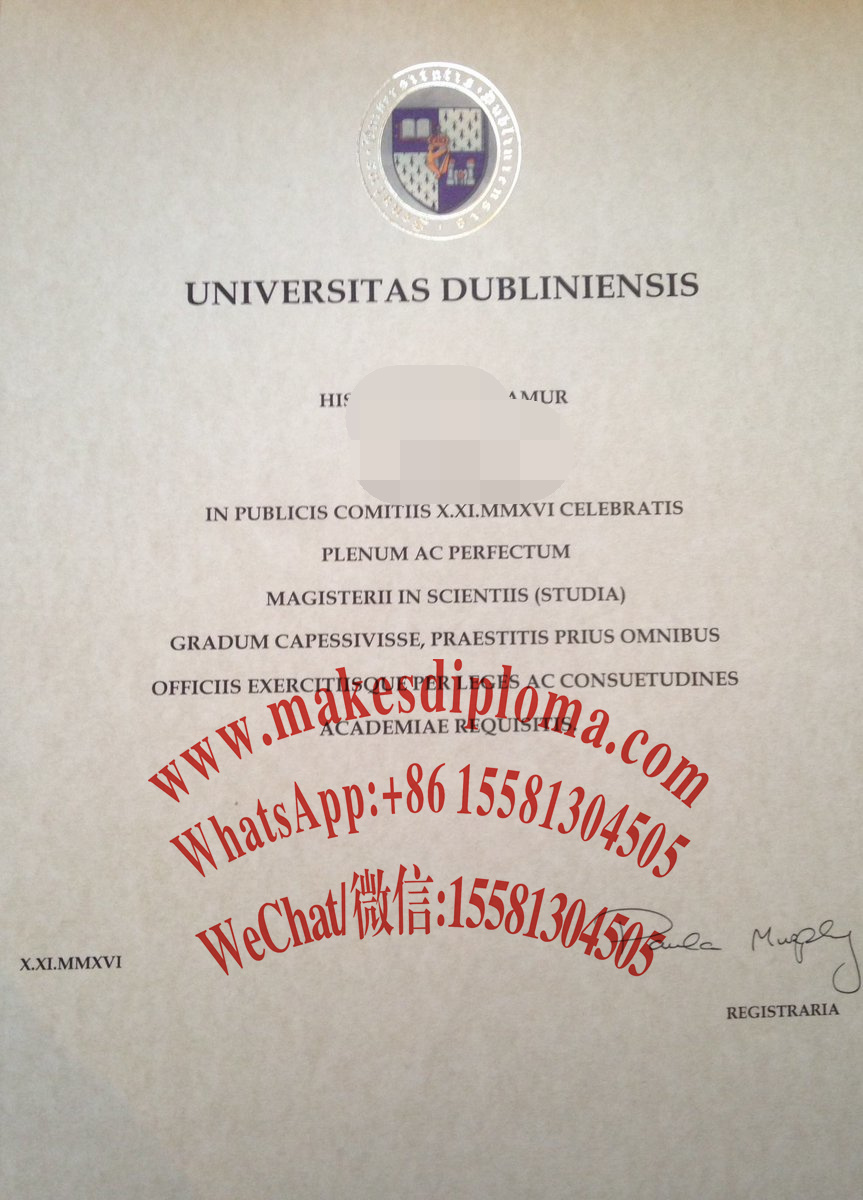 UNIVERSITAS DUBLINIENSIS
IN PUBLICIS COMITIIS X.XI.MMXVI CELEBRATIS
PLENUM AC PERFECTUM
MAGISTERII IN SCIENTIIS (STUDIA)
GRADUM CAPESSIVISSE, PRAESTITIS PRIUS OMNIBUS
OFFICIIS EXERCITIISQUE PER LEGES AC CONSUETUDINES
ACADEMIAE REQUISITIS
www.makesdiploma.com
WhatsApp:+86 15581304505
WeChat/微信:15581304505
Paula Murphy
X.XI.MMXVI
REGISTRARIA